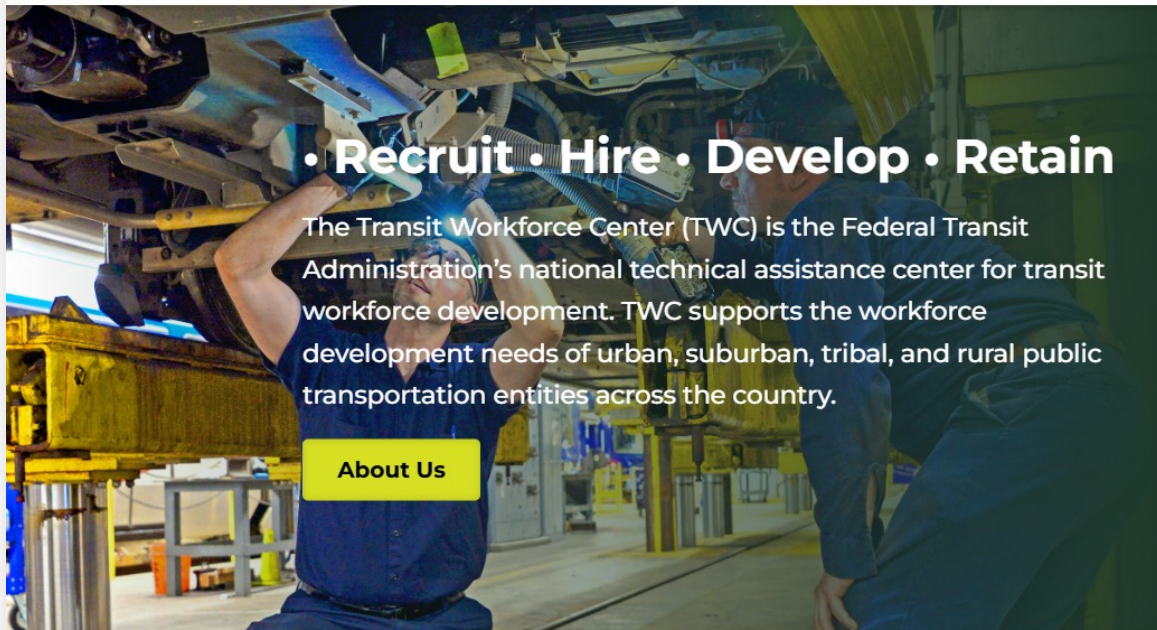 • Recruit • Hire • Develop • Retain
The Transit Workforce Center (TWC) is the Federal Transit
Administration’s national technical assistance center for transit
workforce development. TWC supports the workforce
development needs of urban, suburban, tribal, and rural public
transportation entities across the country.
About Us